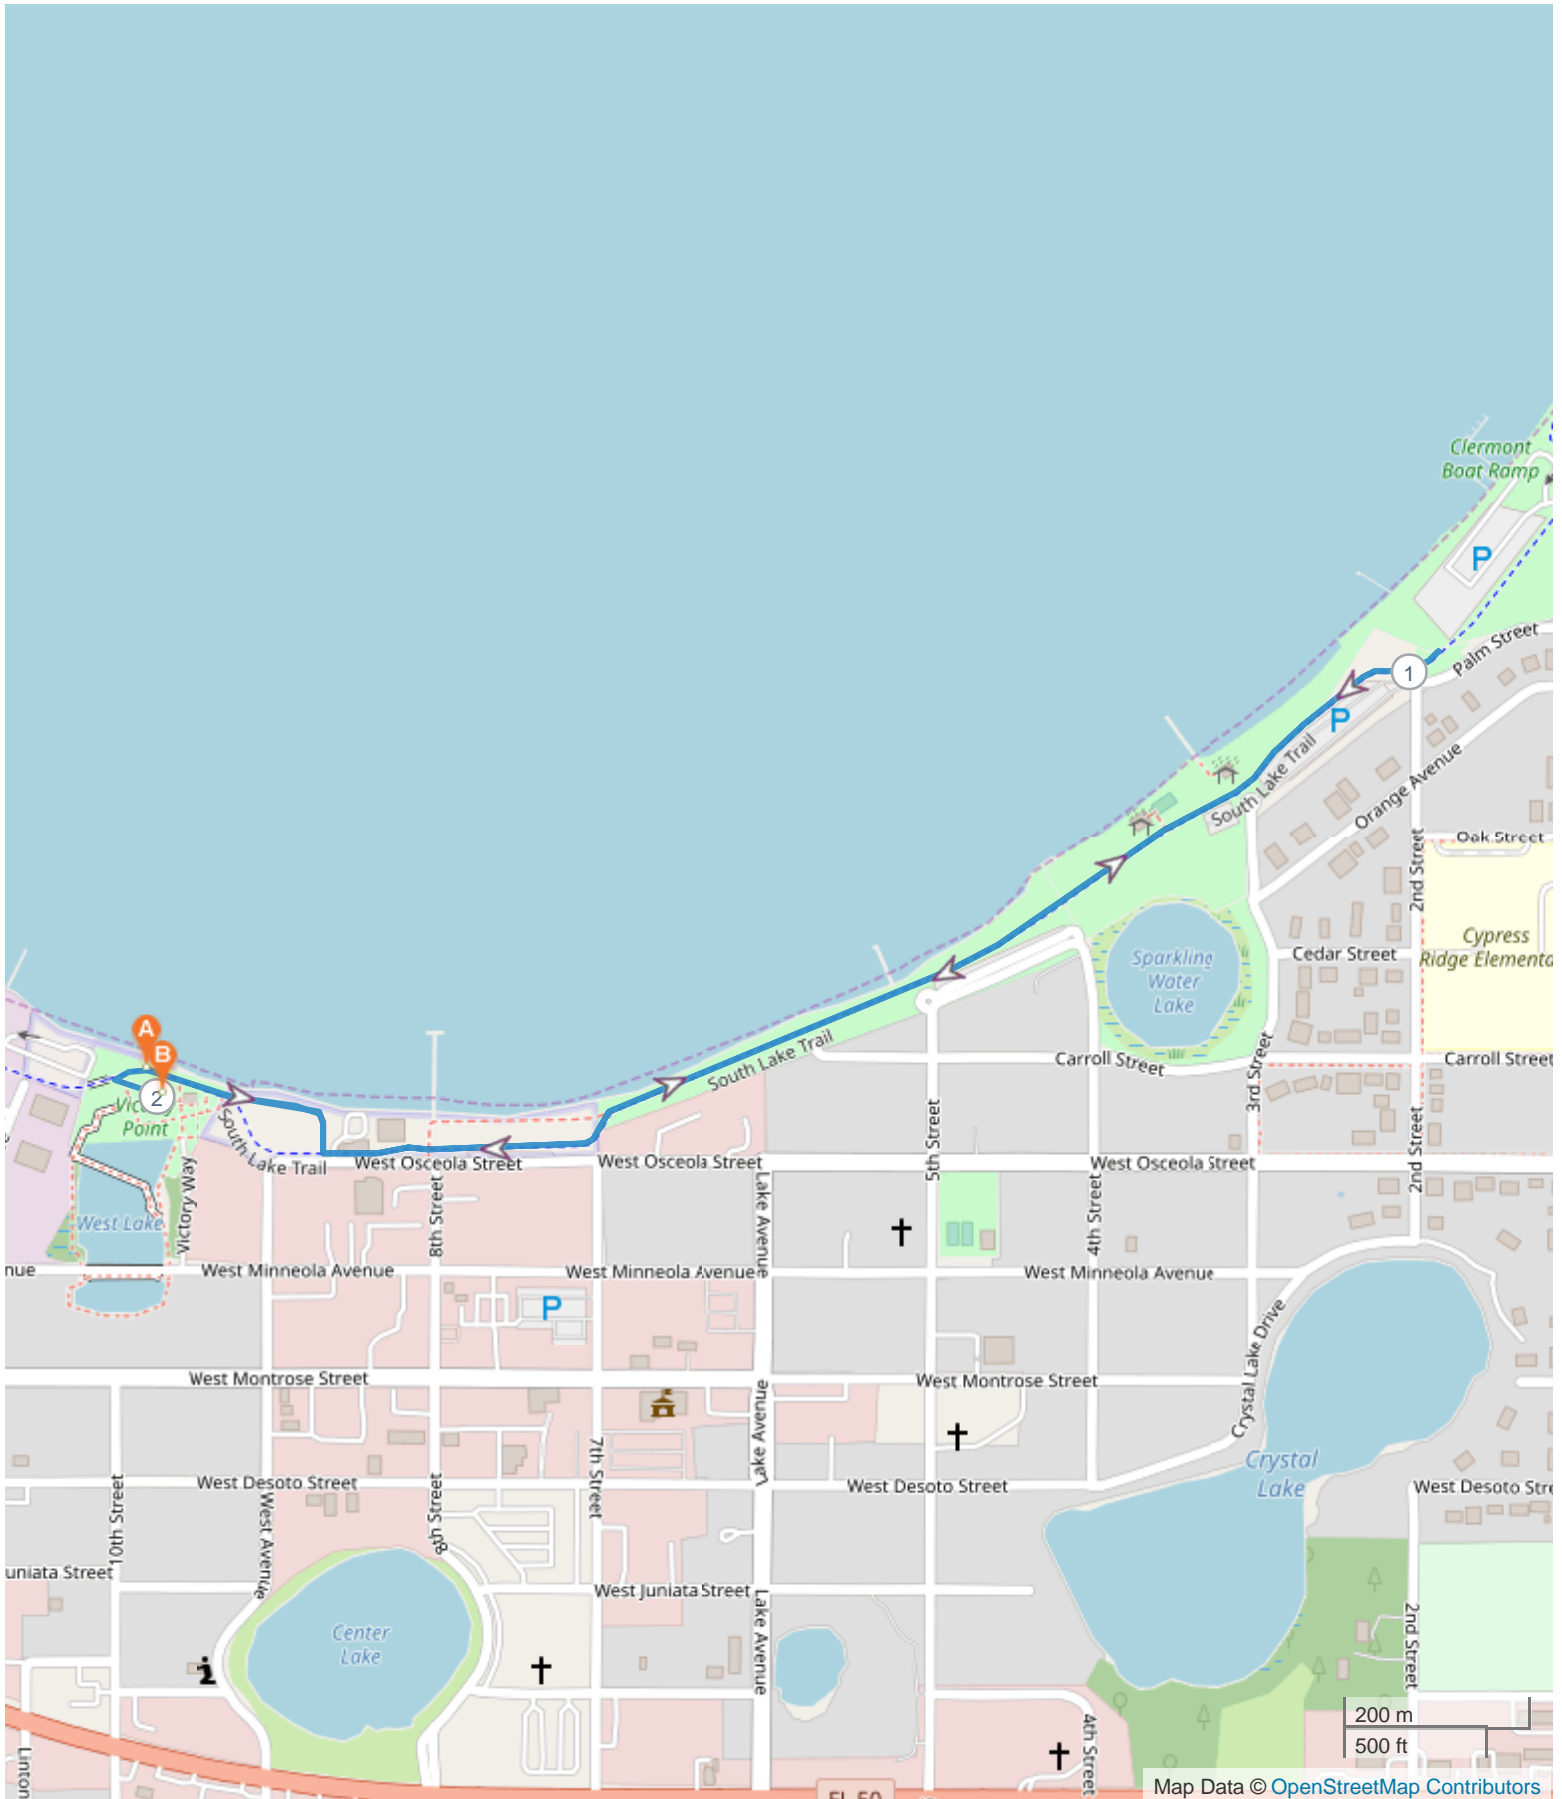 Clermont
Boat Ramp
P
Palm Street
1
P
South Lake Trail
Orange Avenue
2nd Street
Oak Street
Cypress
Ridge Elementa
Cedar Street
Sparkling
Water
Lake
A
B
2
Point
South Lake Trail
Carroll Street
Carroll Street
3rd Street
South Lake Trail
West Osceola Street
West Osceola Street
West Osceola Street
5th Street
2nd Street
Victory Way
West Lake
8th Street
Lake Avenue
4th Street
nue
West Minneola Avenue
West Minneola Avenue
West Minneola Avenue
P
Crystal Lake Drive
West Montrose Street
West Montrose Street
Lake Avenue
7th Street
Crystal
Lake
West Desoto Street
West Desoto Street
West Desoto Stre
10th Street
West Avenue
8th Street
uniata Street
West Juniata Street
Lake Avenue
2nd Street
Center
Lake
i
4th Street
Linton
200 m
500 ft
FL 50
Map Data © OpenStreetMap Contributors